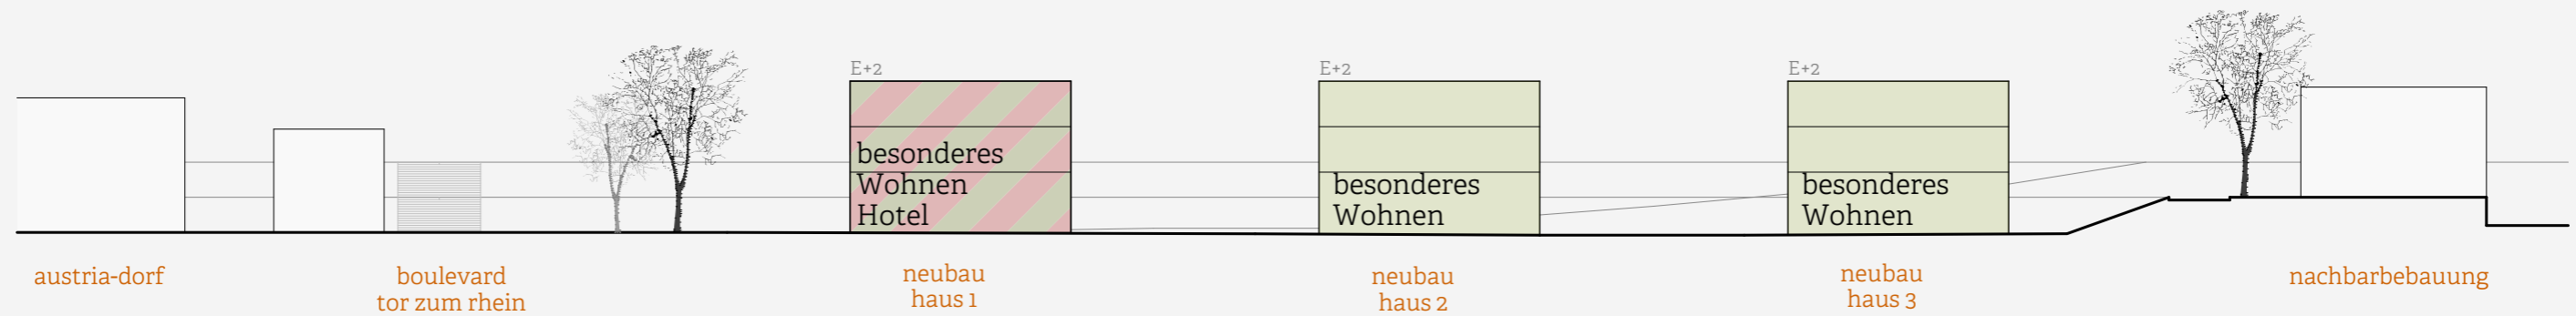 E+2
besonderes
Wohnen
Hotel
E+2
besonderes
Wohnen
E+2
besonderes
Wohnen
austria-dorf
boulevard
tor zum rhein
neubau
haus 1
neubau
haus 2
neubau
haus 3
nachbarbebauung